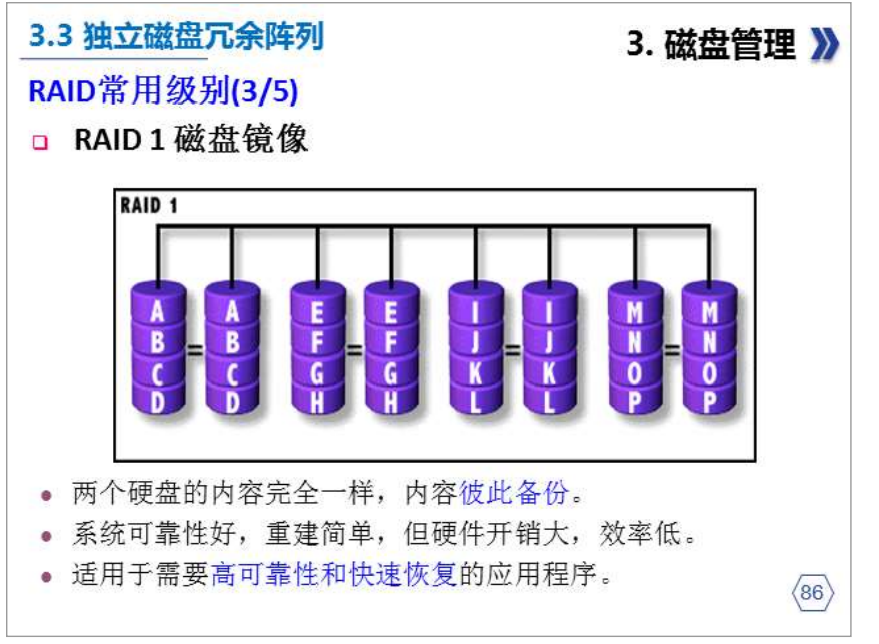 3.3 独立磁盘冗余阵列
3. 磁盘管理
RAID常用级别(3/5)
RAID 1 磁盘镜像
RAID 1
A A E E I I M M
B = B F = F J = J N = N
C C G G K K O O
D D H H L L P P
两个硬盘的内容完全一样，内容彼此备份。
系统可靠性好，重建简单，但硬件开销大，效率低。
适用于需要高可靠性和快速恢复的应用程序。
86